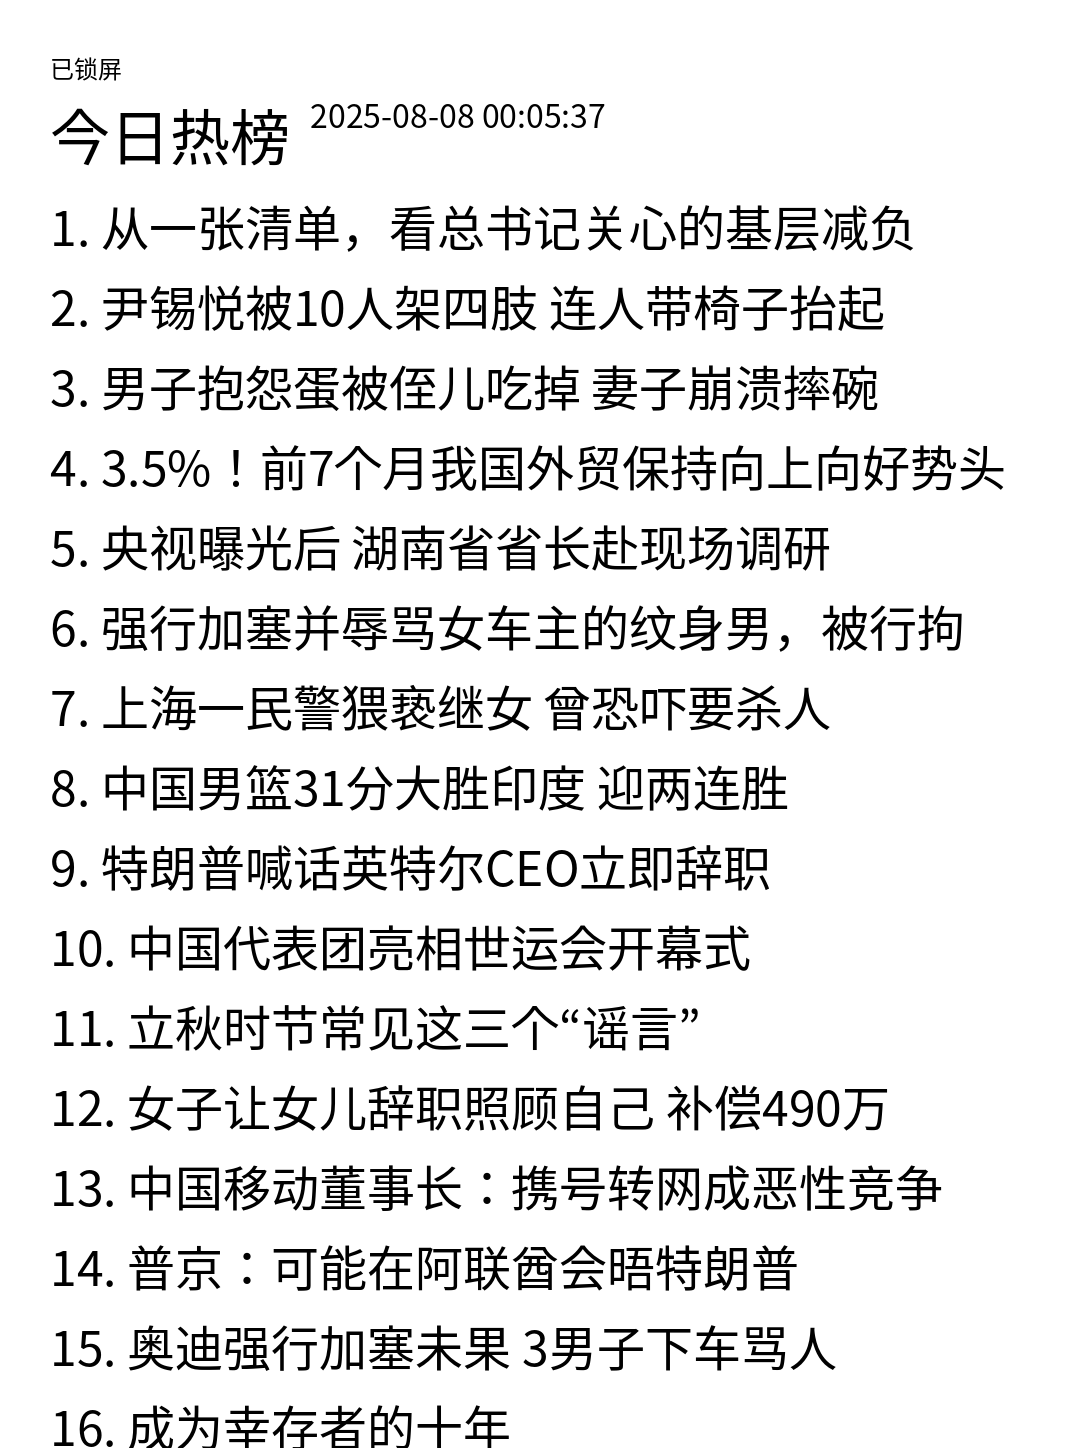 已锁屏
今日热榜 2025-08-08 00:05:37
1. 从一张清单，看总书记关心的基层减负
2. 尹锡悦被10人架四肢 连人带椅子抬起
3. 男子抱怨蛋被侄儿吃掉 妻子崩溃摔碗
4. 3.5%！前7个月我国外贸保持向上向好势头
5. 央视曝光后 湖南省省长赴现场调研
6. 强行加塞并辱骂女车主的纹身男，被行拘
7. 上海一民警猥亵继女 曾恐吓要杀人
8. 中国男篮31分大胜印度 迎两连胜
9. 特朗普喊话英特尔CEO立即辞职
10. 中国代表团亮相世运会开幕式
11. 立秋时节常见这三个“谣言”
12. 女子让女儿辞职照顾自己 补偿490万
13. 中国移动董事长：携号转网成恶性竞争
14. 普京：可能在阿联酋会晤特朗普
15. 奥迪强行加塞未果 3男子下车骂人
16. 成为幸存者的十年